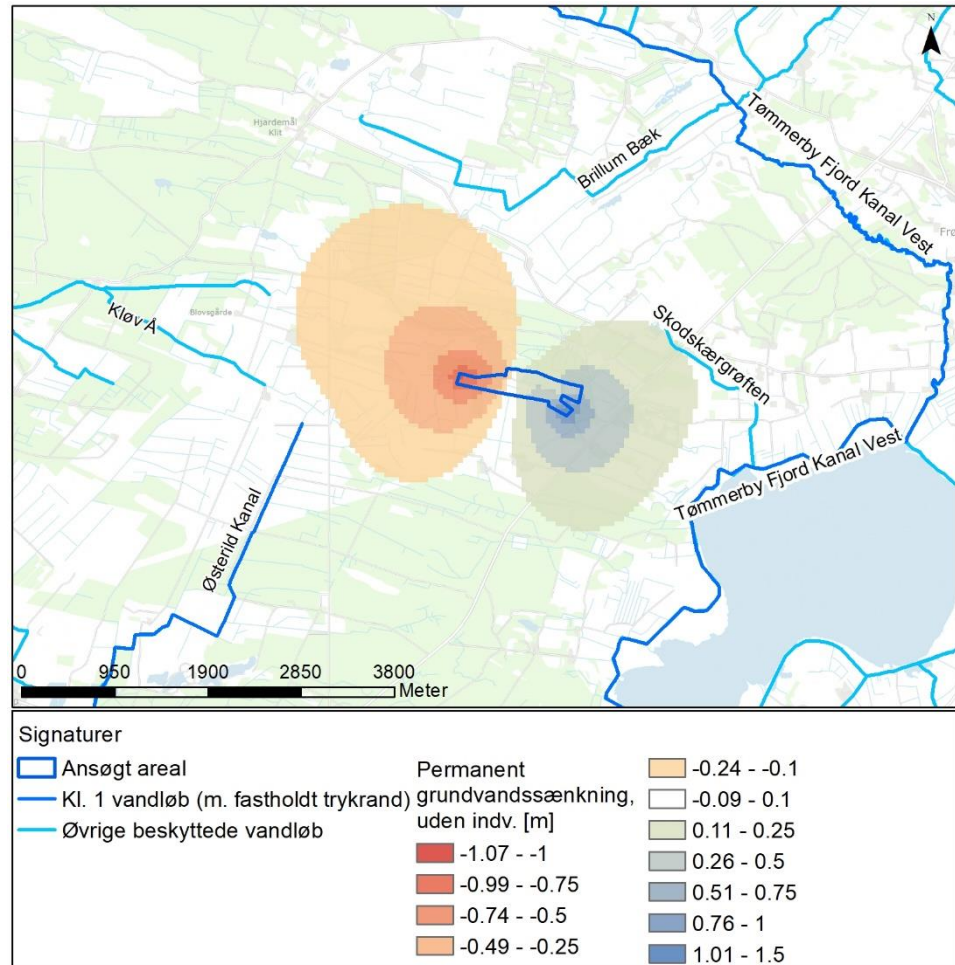 N
Tømmerby Fjord Kanal Vest
Hjardemål
Klit
Brillum Bæk
Frø
Kløv Å
Blovsgårde
Skodskærgrøften
Tømmerby Fjord Kanal Vest
Østerild Kanal
0 950 1900 2850 3800
Meter
Signaturer
Ansøgt areal
Kl. 1 vandløb (m. fastholdt trykrand)
Øvrige beskyttede vandløb
Permanent
grundvandssænkning,
uden indv. [m]
-1.07 - -1
-0.99 - -0.75
-0.74 - -0.5
-0.49 - -0.25
-0.24 - -0.1
-0.09 - 0.1
0.11 - 0.25
0.26 - 0.5
0.51 - 0.75
0.76 - 1
1.01 - 1.5